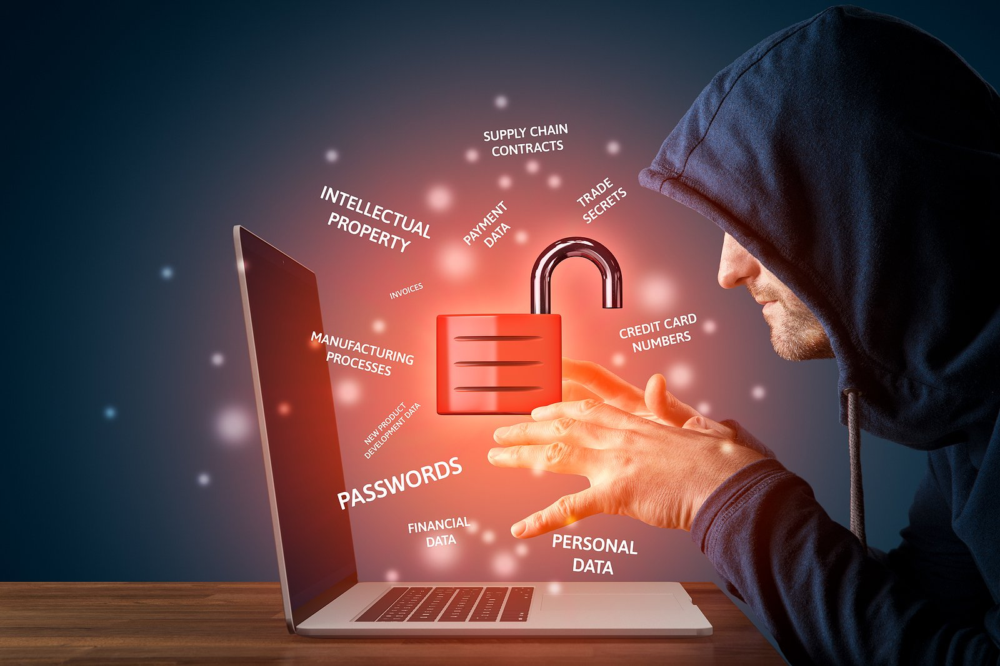 SUPPLY CHAIN
CONTRACTS
TRADE
SECRETS
INTELLECTUAL
PROPERTY
PAYMENT
DATA
INVOICES
CREDIT CARD
NUMBERS
MANUFACTURING
PROCESSES
NEW PRODUCT
DEVELOPMENT DATA
PASSWORDS
FINANCIAL
DATA
PERSONAL
DATA